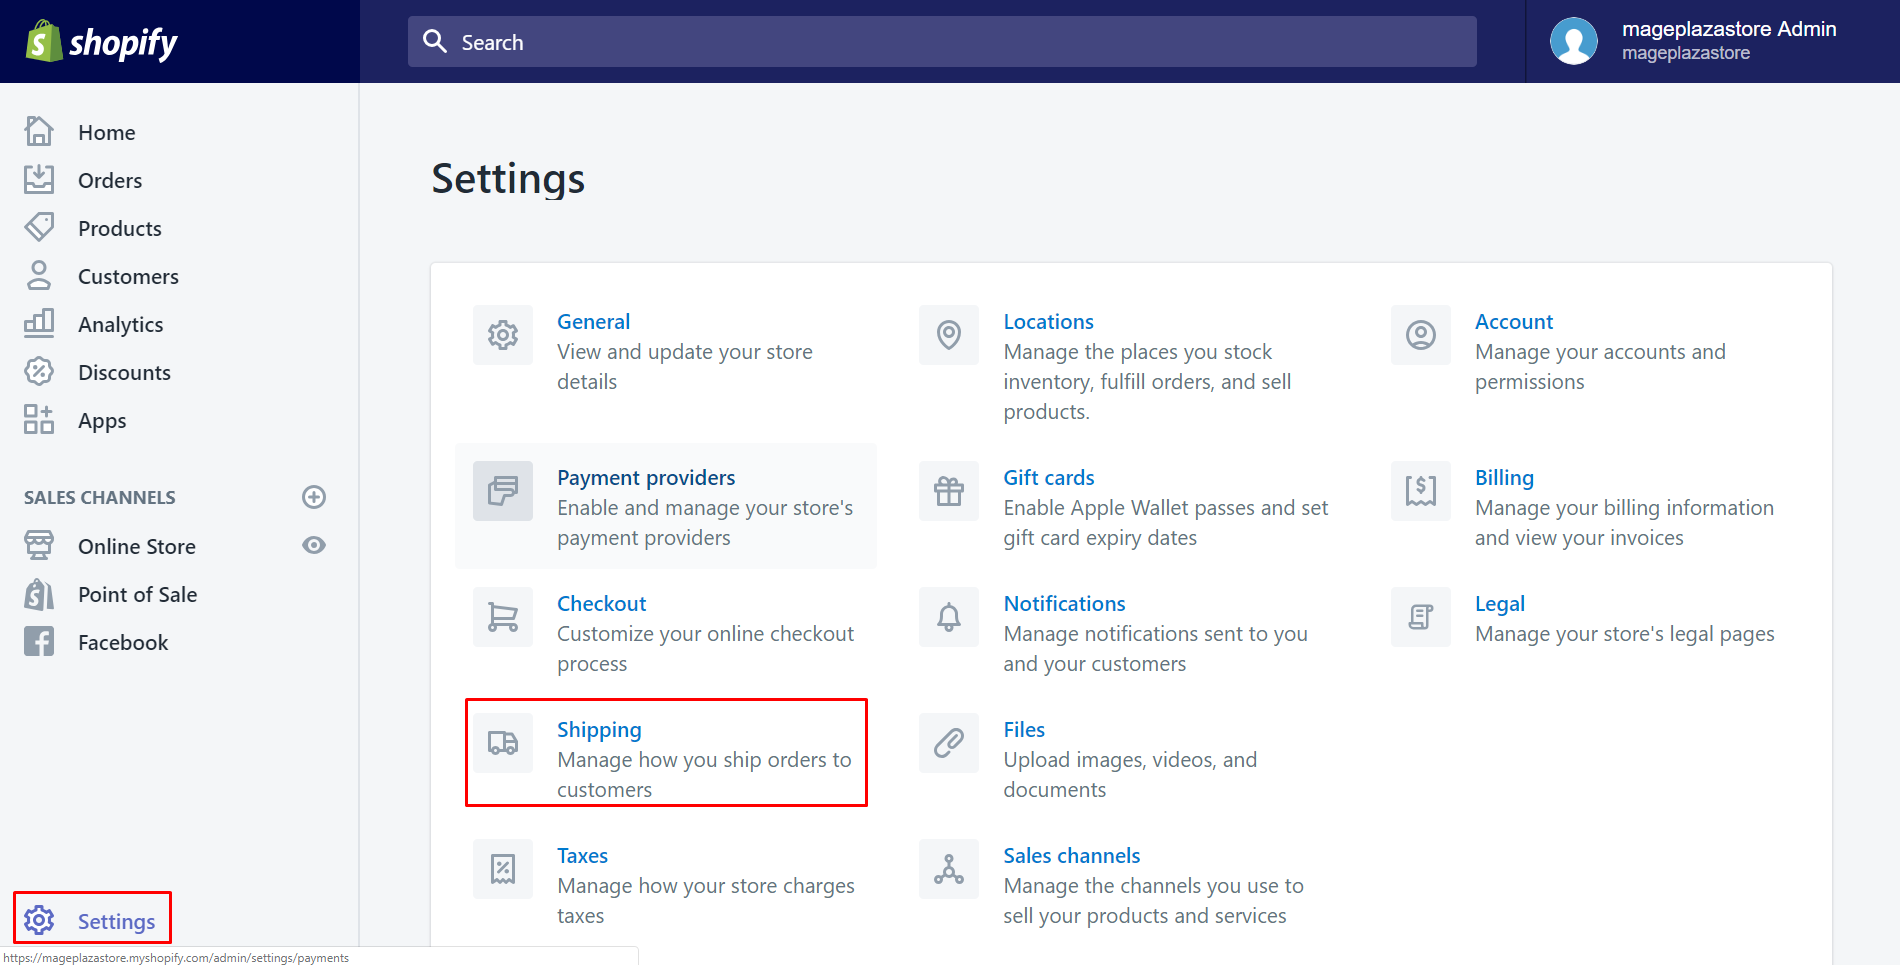 shopify
Search
mageplazastore Admin
mageplazastore
Home
Orders
Products
Customers
Analytics
Discounts
Apps
SALES CHANNELS
Online Store
Point of Sale
Facebook
Settings
https://mageplazastore.myshopify.com/admin/settings/payments
Settings
General
View and update your store
details
Locations
Manage the places you stock
inventory, fulfill orders, and sell
products.
Account
Manage your accounts and
permissions
Payment providers
Enable and manage your store's
payment providers
Gift cards
Enable Apple Wallet passes and set
gift card expiry dates
Billing
Manage your billing information
and view your invoices
Checkout
Customize your online checkout
process
Notifications
Manage notifications sent to you
and your customers
Legal
Manage your store's legal pages
Shipping
Manage how you ship orders to
customers
Files
Upload images, videos, and
documents
Taxes
Manage how your store charges
taxes
Sales channels
Manage the channels you use to
sell your products and services